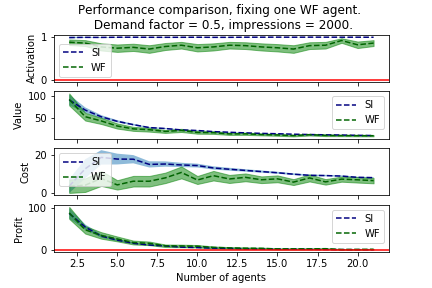 Performance comparison, fixing one WF agent.
Demand factor = 0.5, impressions = 2000.
Activation
1
0
SI
WF
Value
100
50
SI
WF
Cost
20
0
SI
WF
Profit
100
0
SI
WF
2.5 5.0 7.5 10.0 12.5 15.0 17.5 20.0
Number of agents